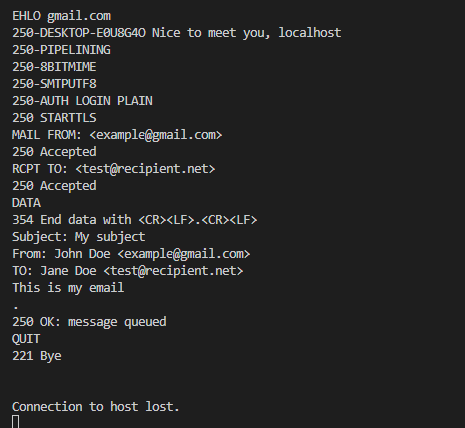 EHLO gmail.com
250-DESKTOP-E0U8G4O Nice to meet you, localhost
250-PIPELINING
250-8BITMIME
250-SMTPUTF8
250-AUTH LOGIN PLAIN
250 STARTTLS
MAIL FROM: <example@gmail.com>
250 Accepted
RCPT TO: <test@recipient.net>
250 Accepted
DATA
354 End data with <CR><LF>.<CR><LF>
Subject: My subject
From: John Doe <example@gmail.com>
TO: Jane Doe <test@recipient.net>
This is my email
.
250 OK: message queued
QUIT
221 Bye
Connection to host lost.